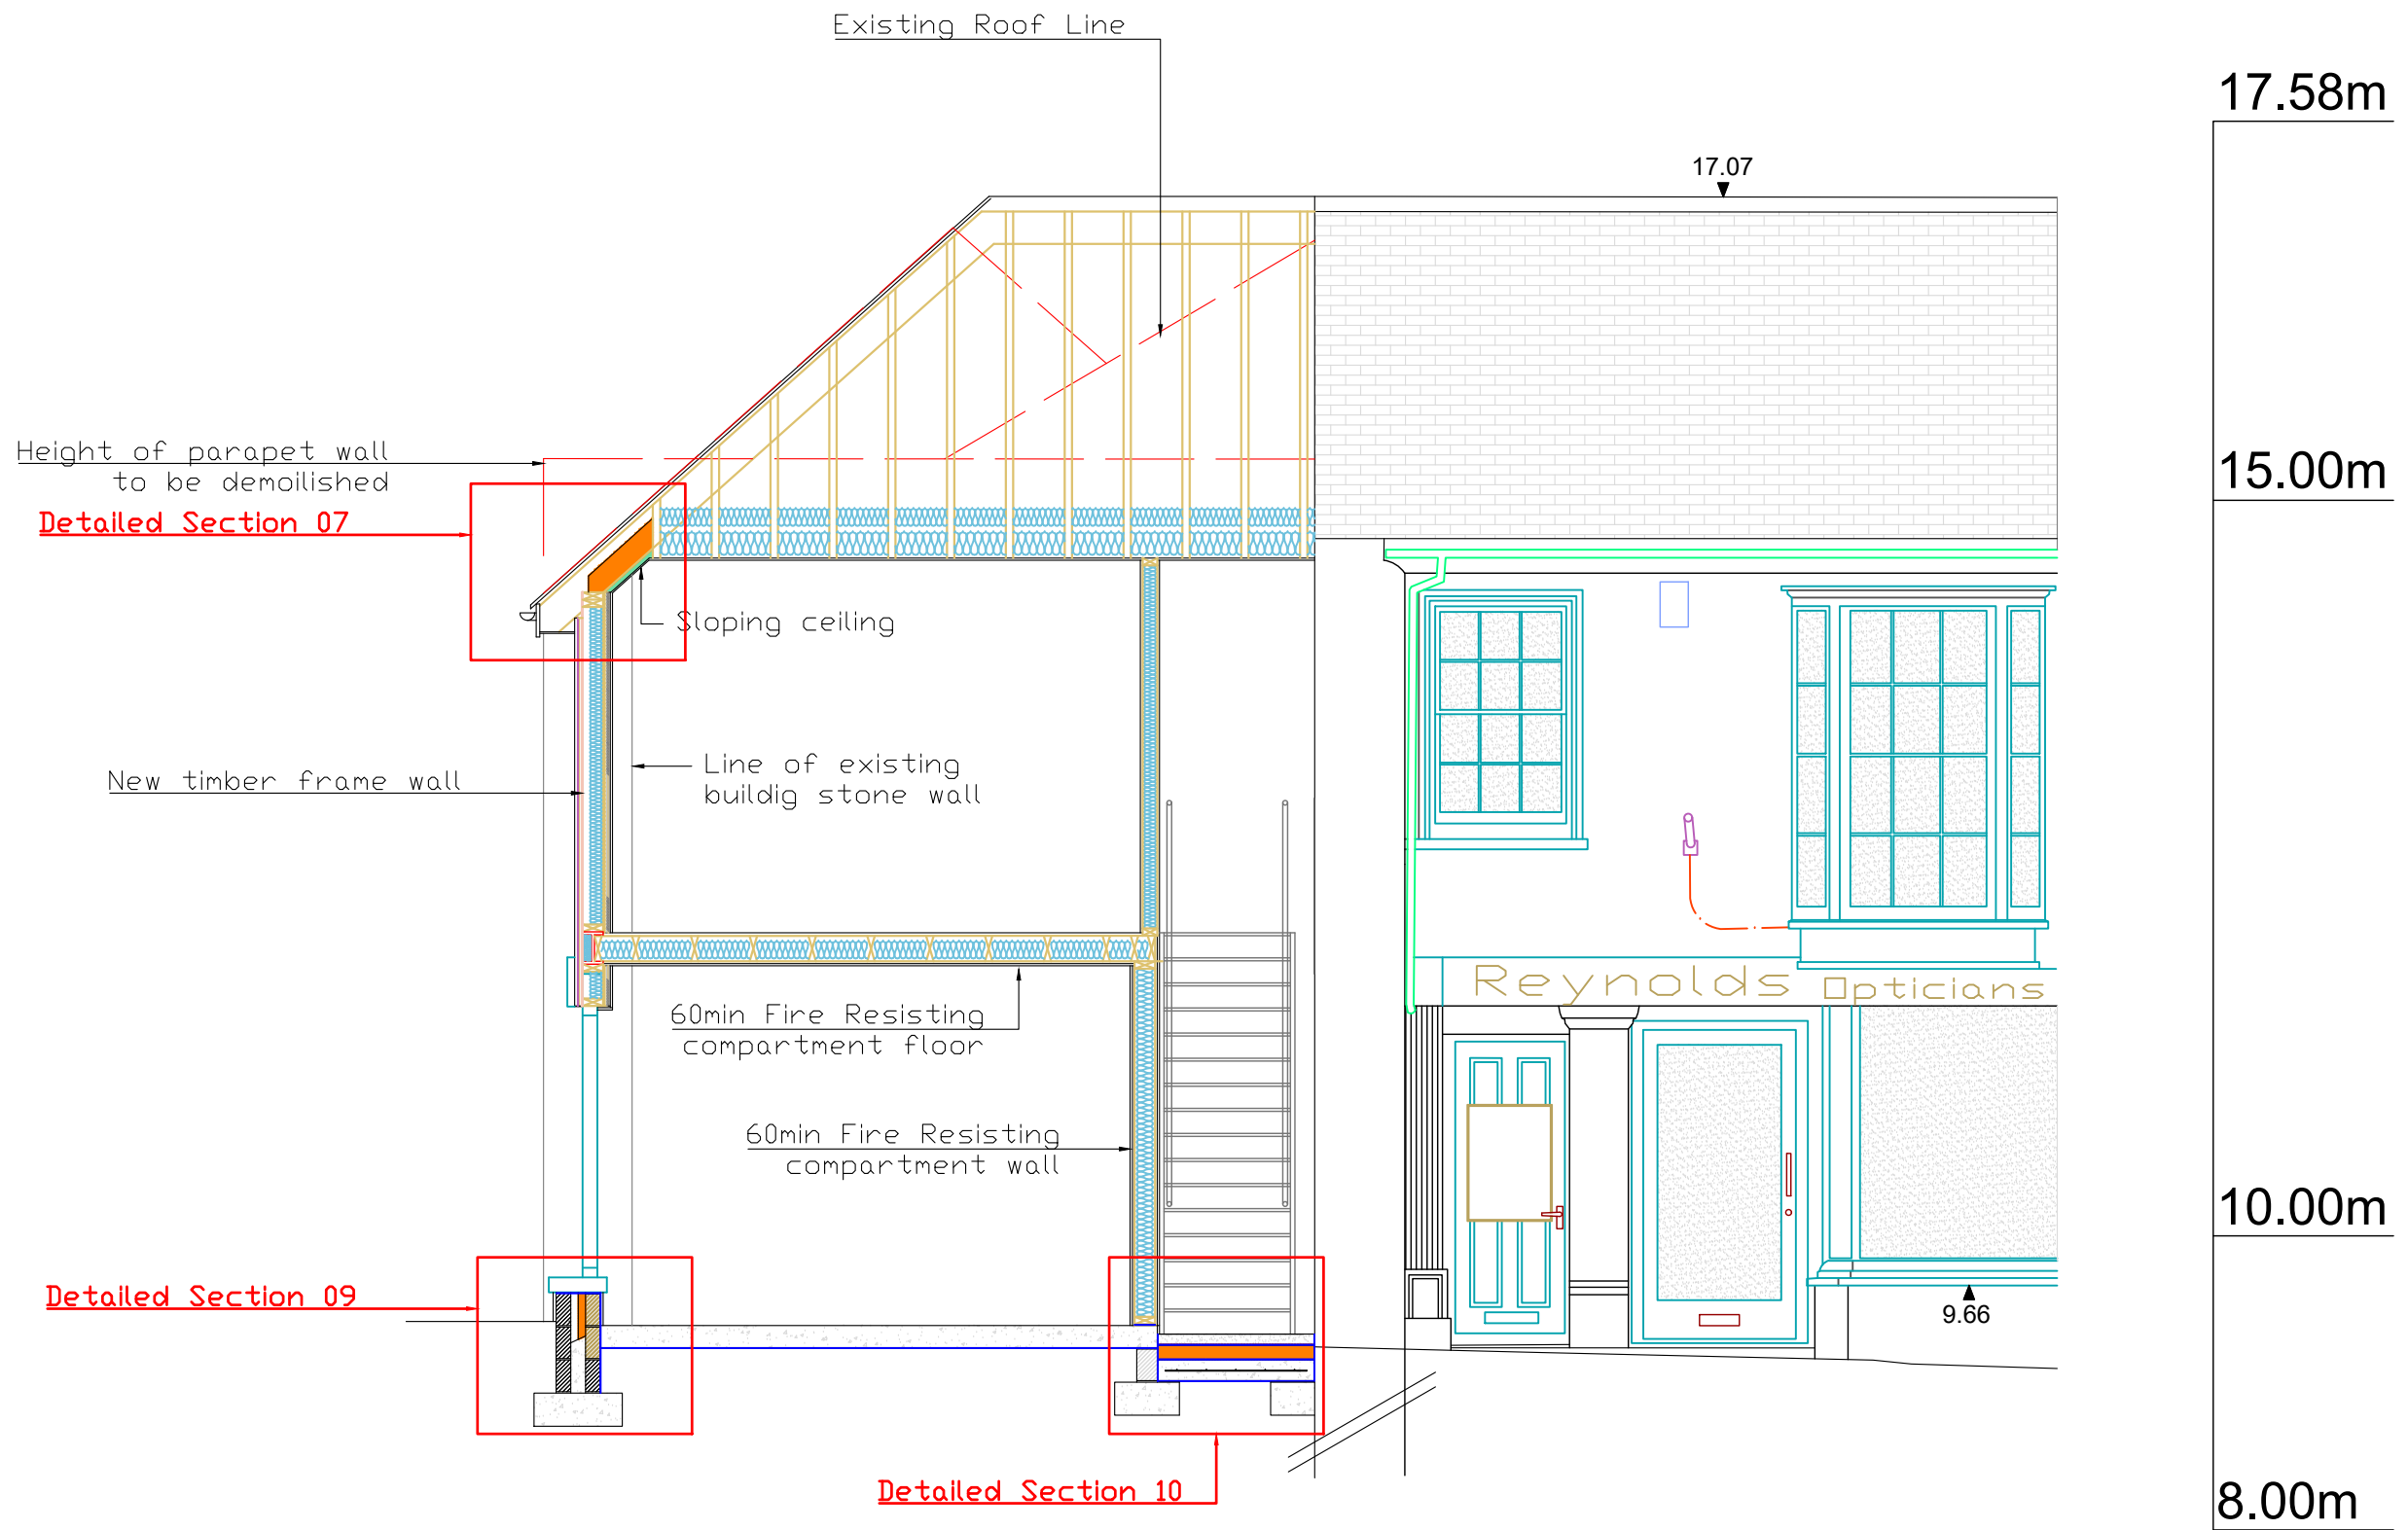 Existing Roof Line
17.58m
17.07
Height of parapet wall
to be demoilished
15.00m
Detailed Section 07
Sloping ceiling
New timber frame wall
Line of existing
buildig stone wall
Reynolds Opticians
60min Fire Resisting
compartment floor
60min Fire Resisting
compartment wall
10.00m
Detailed Section 09
9.66
Detailed Section 10
8.00m